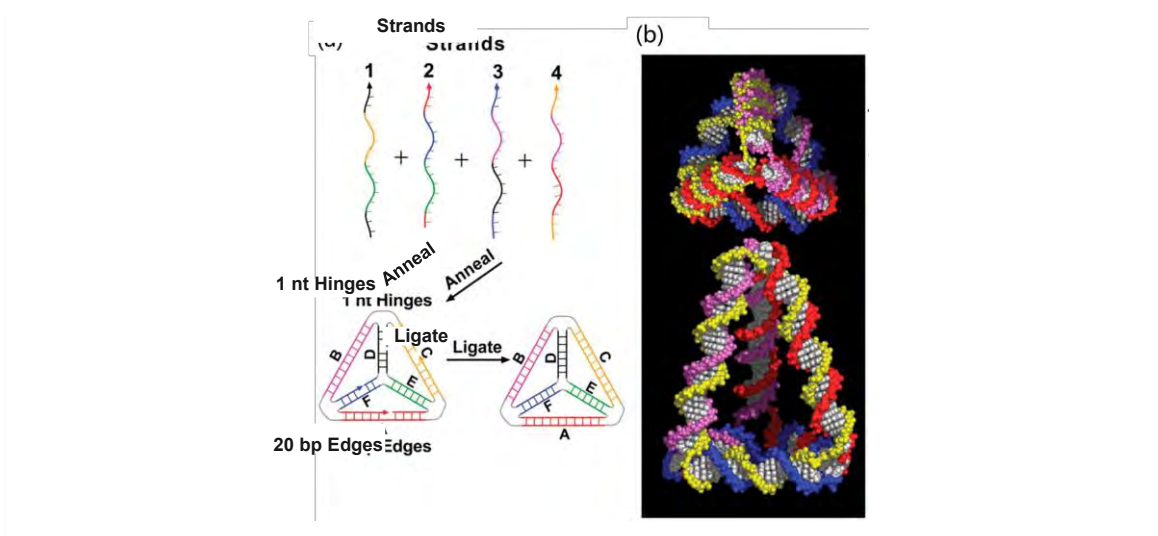 Strands
(a)
Strands
(b)
1 2 3 4
+ + +
Anneal
Anneal
1 nt Hinges
1 nt Hinges
Ligate
Ligate
B D C E F
B D C E F
A
20 bp Edges
Edges